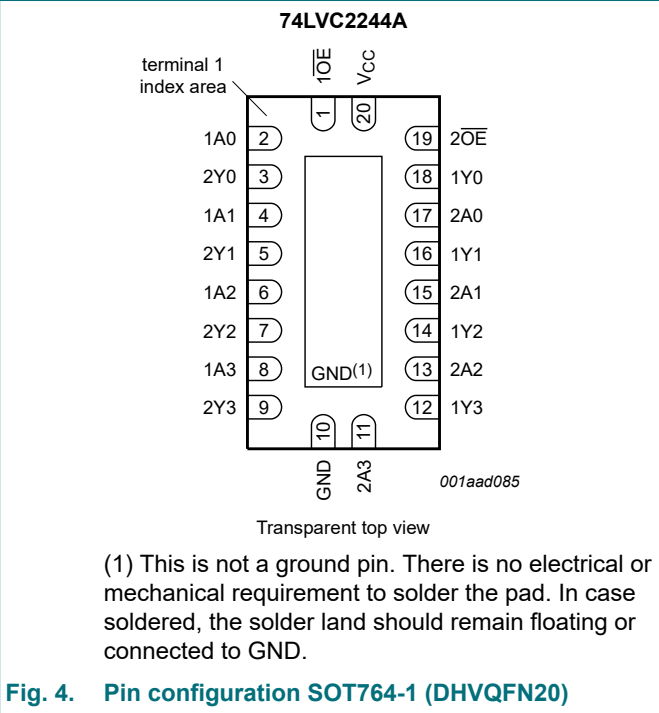 74LVC2244A
terminal 1
index area
1O̅E̅
VCC
1
20
1A0 2
19 2O̅E̅
2Y0 3
18 1Y0
1A1 4
17 2A0
2Y1 5
16 1Y1
1A2 6
15 2A1
2Y2 7
14 1Y2
1A3 8
13 2A2
GND(1)
2Y3 9
12 1Y3
10
11
GND
2A3
001aad085
Transparent top view
(1) This is not a ground pin. There is no electrical or
mechanical requirement to solder the pad. In case
soldered, the solder land should remain floating or
connected to GND.
Fig. 4. Pin configuration SOT764-1 (DHVQFN20)